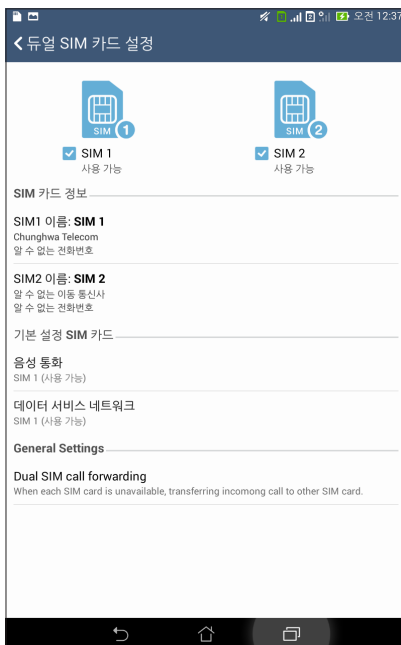 오전 12:37
듀얼 SIM 카드 설정
SIM 1
SIM 2
SIM 1
사용 가능
SIM 2
사용 가능
SIM 카드 정보
SIM1 이름: SIM 1
Chunghwa Telecom
알 수 없는 전화번호
SIM2 이름: SIM 2
알 수 없는 이동 통신사
알 수 없는 전화번호
기본 설정 SIM 카드
음성 통화
SIM 1 (사용 가능)
데이터 서비스 네트워크
SIM 1 (사용 가능)
General Settings
Dual SIM call forwarding
When each SIM card is unavailable, transferring incomong call to other SIM card.